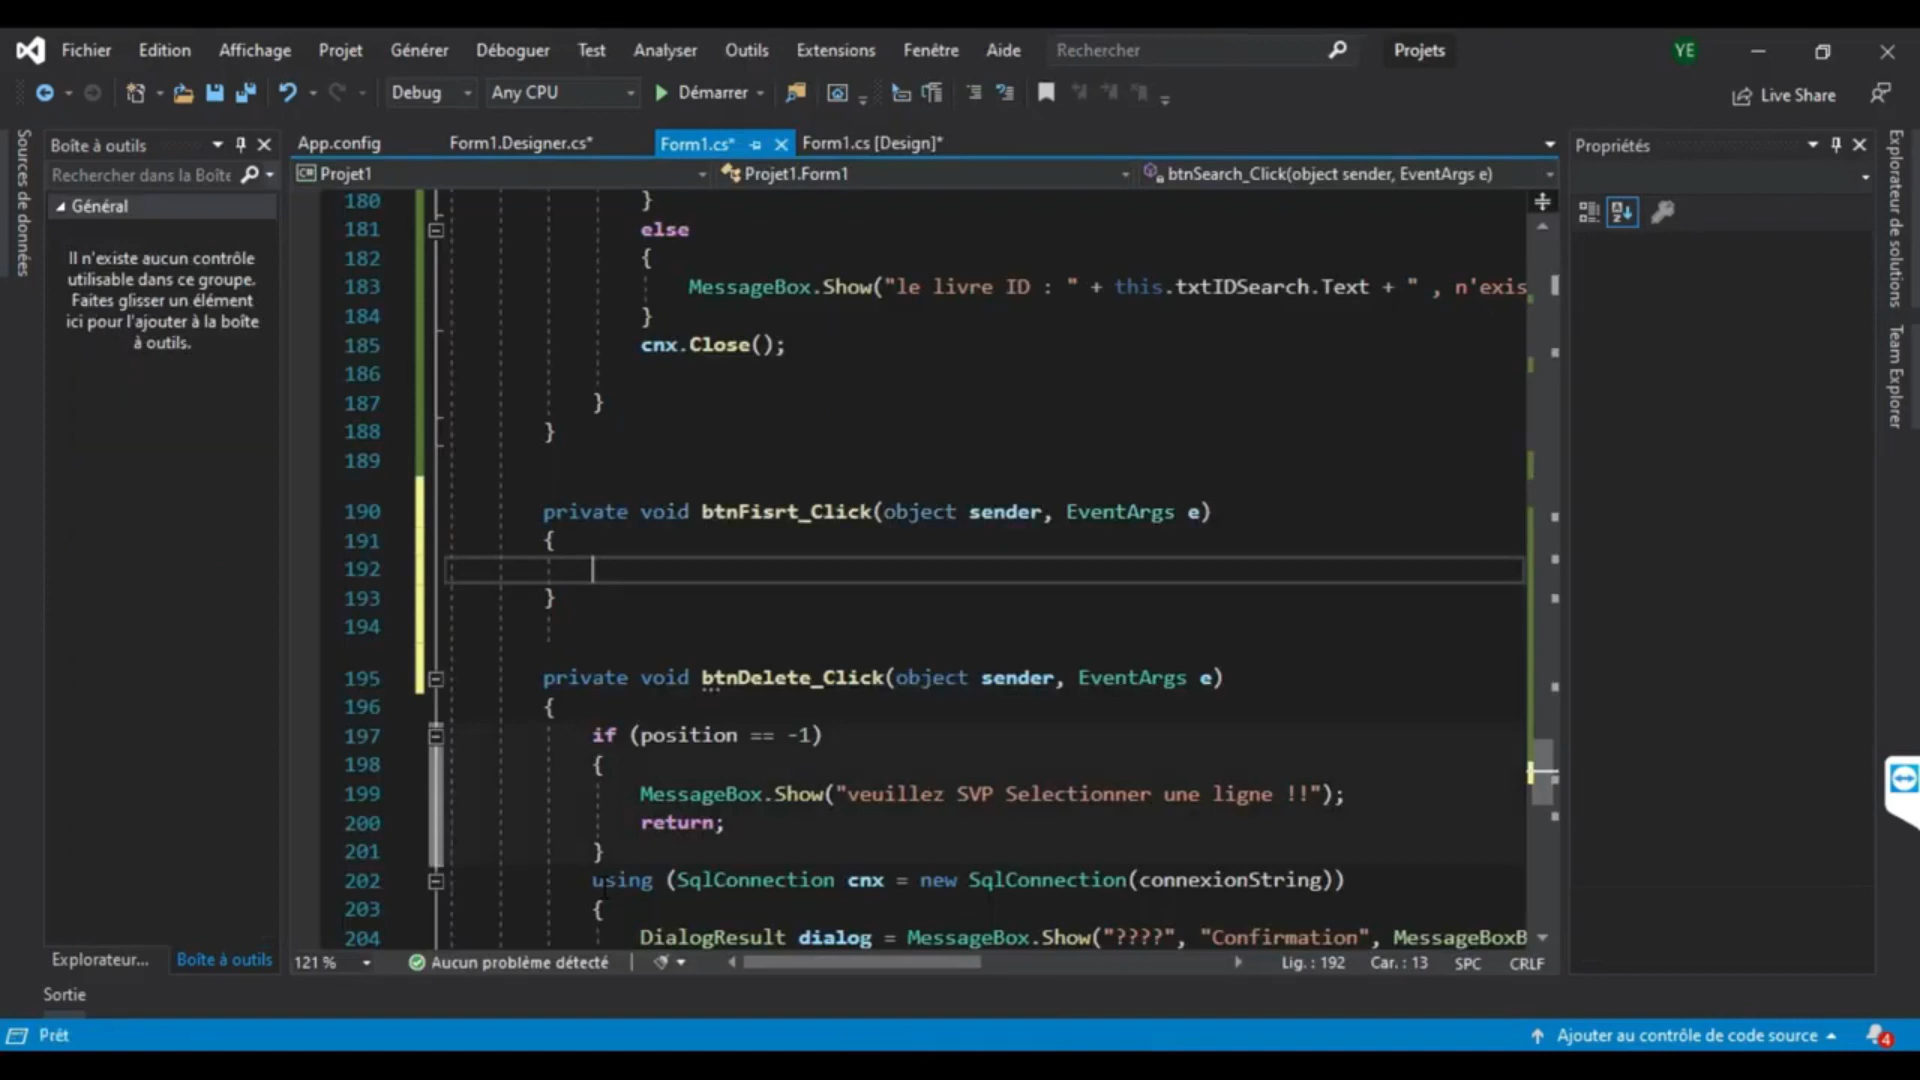 Fichier Edition Affichage Projet Générer Déboguer Test Analyser Outils Extensions Fenêtre Aide Rechercher Projets YE
Debug Any CPU Démarrer Live Share
Sources de données
Boîte à outils
Rechercher dans la Boîte
Général
Il n'existe aucun contrôle
utilisable dans ce groupe.
Faites glisser un élément
ici pour l'ajouter à la boîte
à outils.
Explorateur... Boîte à outils
App.config Form1.Designer.cs* Form1.cs* Form1.cs [Design]*
C# Projet1 Projet1.Form1 btnSearch_Click(object sender, EventArgs e)
180 }
181 else
182 {
183 MessageBox.Show("le livre ID : " + this.txtIDSearch.Text + " , n'exis
184 }
185 cnx.Close();
186
187 }
188 }
189
190 private void btnFisrt_Click(object sender, EventArgs e)
191 {
192
193 }
194
195 private void btnDelete_Click(object sender, EventArgs e)
196 {
197 if (position == -1)
198 {
199 MessageBox.Show("veuillez SVP Selectionner une ligne !!");
200 return;
201 }
202 using (SqlConnection cnx = new SqlConnection(connexionString))
203 {
204 DialogResult dialog = MessageBox.Show("????", "Confirmation", MessageBoxB
121 % Aucun problème détecté Lig. : 192 Car. : 13 SPC CRLF
Propriétés
Explorateur de solutions
Team Explorer
Sortie
Prêt Ajouter au contrôle de code source 4